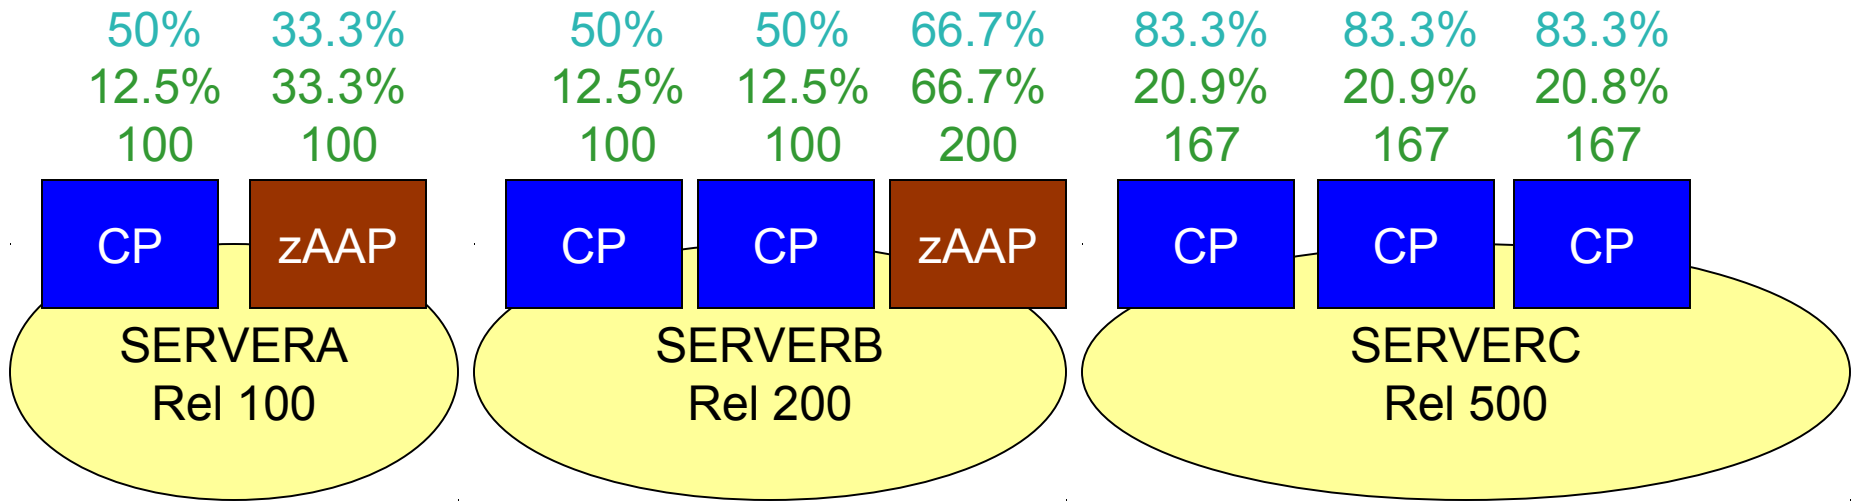 50% 33.3% 50% 50% 66.7% 83.3% 83.3% 83.3%
12.5% 33.3% 12.5% 12.5% 66.7% 20.9% 20.9% 20.8%
100 100 100 100 200 167 167 167
CP zAAP CP CP zAAP CP CP CP
SERVERA SERVERB SERVERC
Rel 100 Rel 200 Rel 500